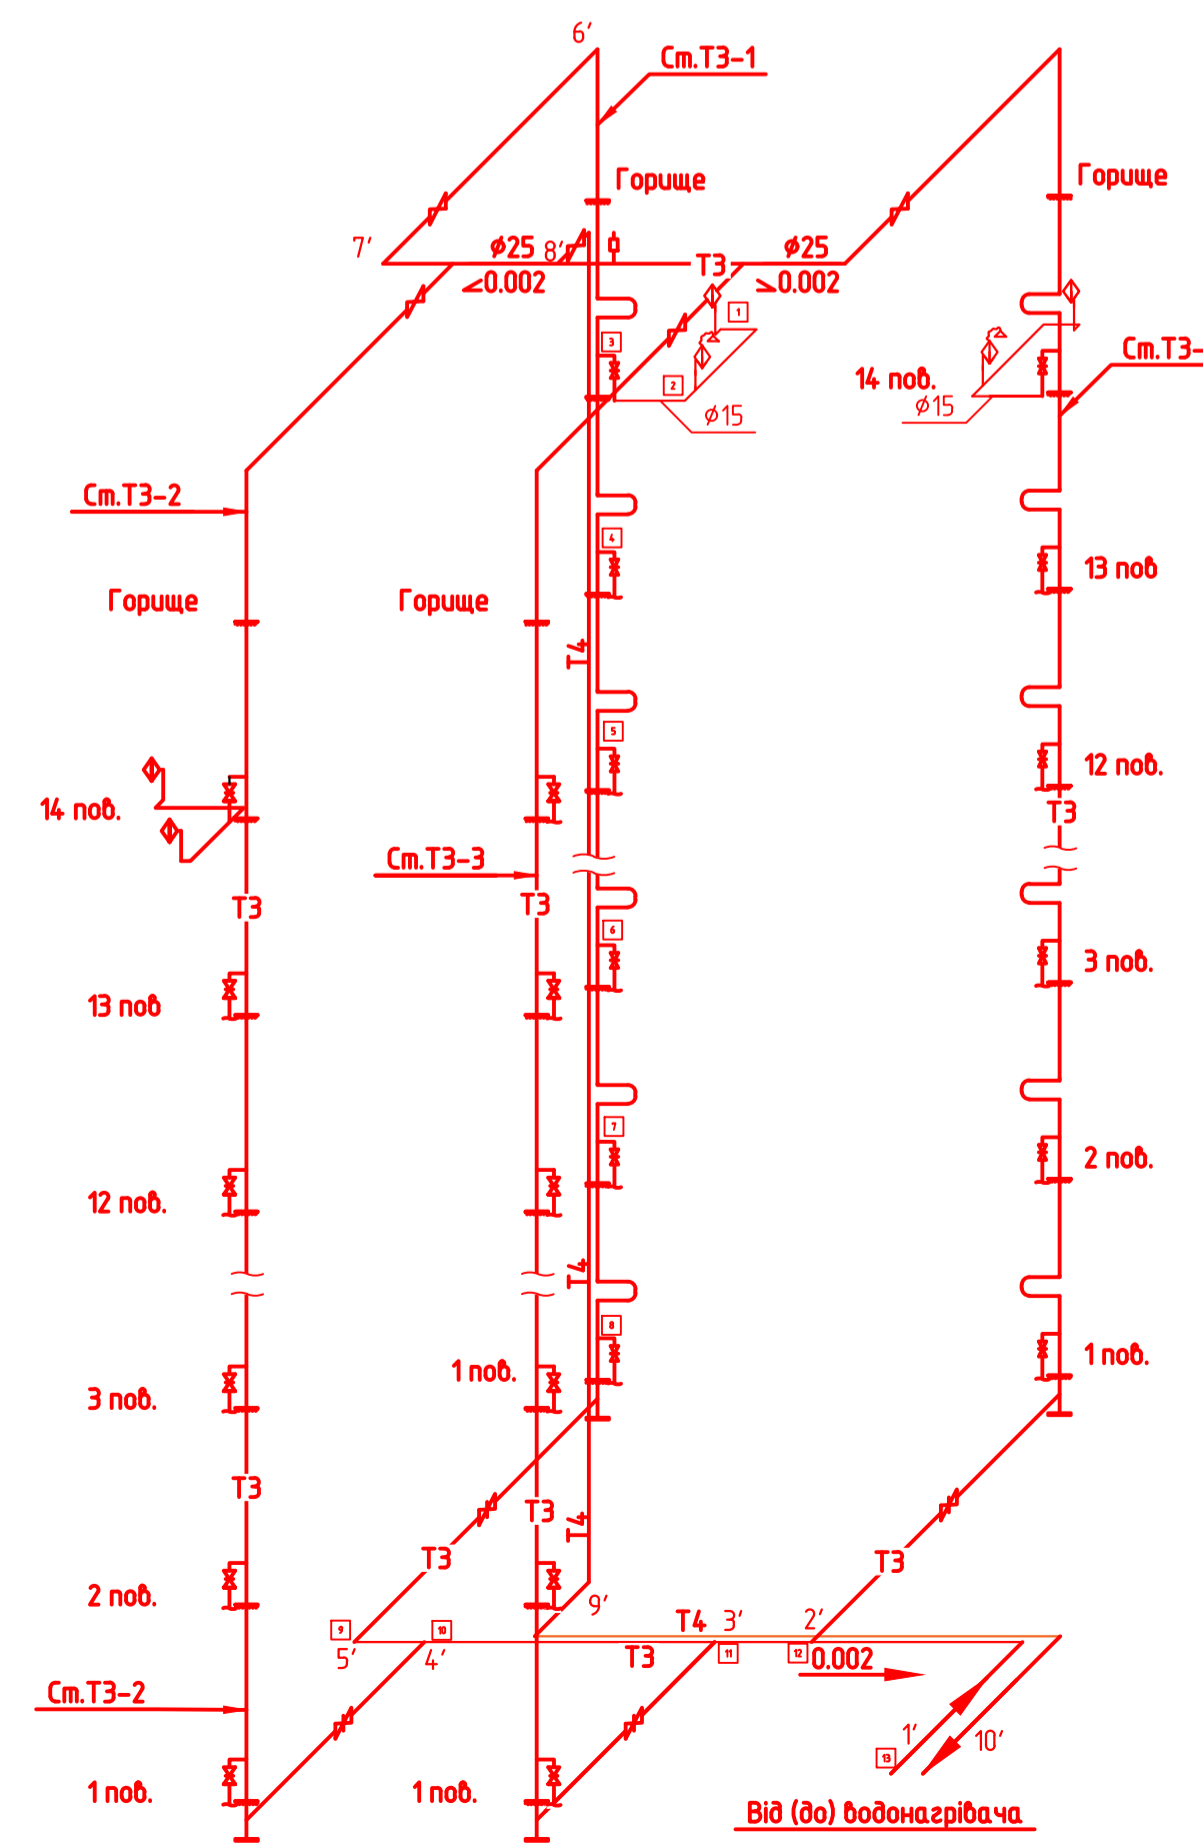 6'
Ст.Т3-1
Горище
Горище
7'
ϕ25
8'
Т3
ϕ25
<0.002
>0.002
1
3
2
Ст.Т3-
14 пов.
ϕ15
ϕ15
Ст.Т3-2
4
13 пов
Горище
Горище
Т4
5
12 пов.
14 пов.
Т3
Ст.Т3-3
Т3
Т3
6
3 пов.
13 пов
7
2 пов.
12 пов.
Т4
8
1 пов.
1 пов.
3 пов.
Т3
Т3
Т4
Т3
Т3
2 пов.
9'
9
10
Т4
3'
2'
5'
4'
Т3
11
12
0.002
Ст.Т3-2
1'
10'
13
1 пов.
1 пов.
Від (до) водонагрівача